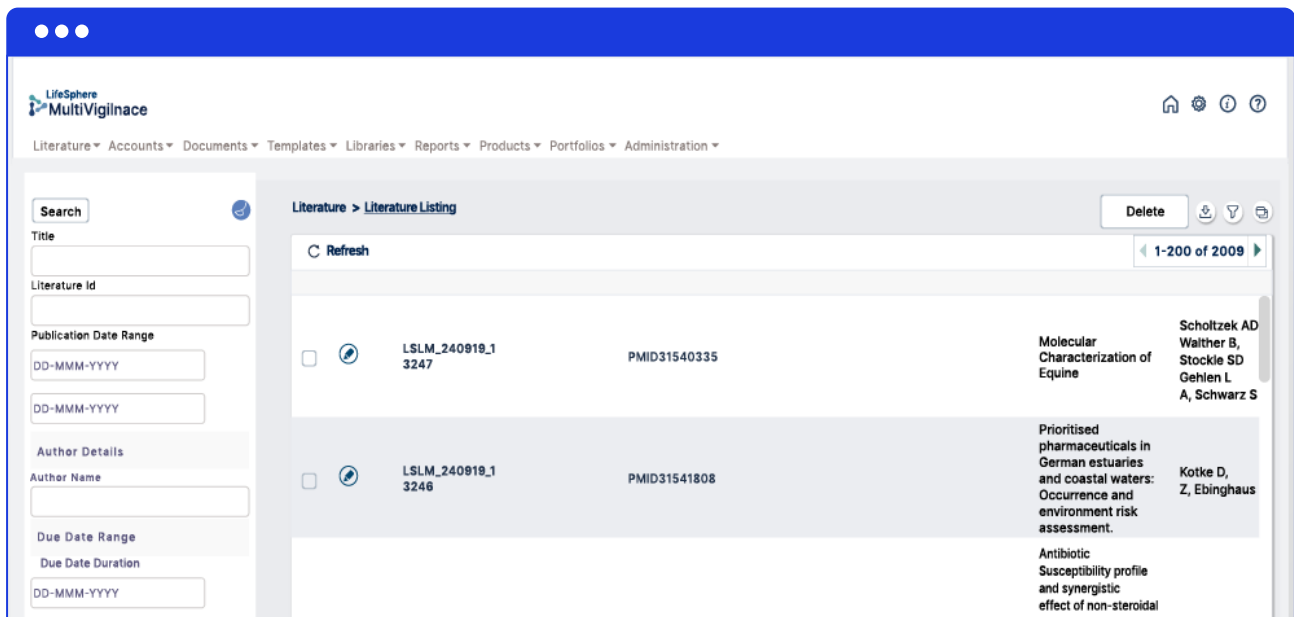 LifeSphere
MultiVigilnace
Literature Accounts Documents Templates Libraries Reports Products Portfolios Administration
Search
Title
Literature Id
Publication Date Range
DD-MMM-YYYY
DD-MMM-YYYY
Author Details
Author Name
Due Date Range
Due Date Duration
DD-MMM-YYYY
Literature > Literature Listing
Delete
Refresh
1-200 of 2009
LSLM_240919_1
3247
PMID31540335
Molecular
Characterization of
Equine
Scholtzek AD
Walther B,
Stockle SD
Gehlen L
A, Schwarz S
LSLM_240919_1
3246
PMID31541808
Prioritised
pharmaceuticals in
German estuaries
and coastal waters:
Occurrence and
environment risk
assessment.
Kotke D,
Z, Ebinghaus
Antibiotic
Susceptibility profile
and synergistic
effect of non-steroidal